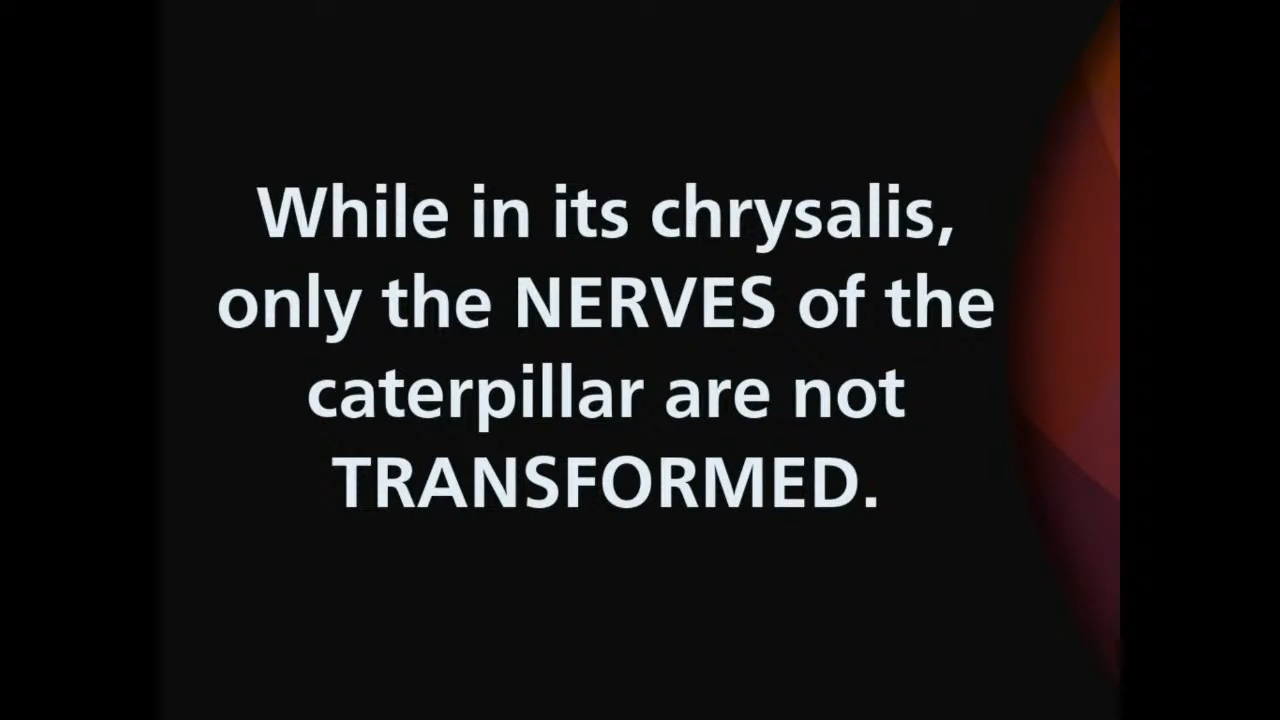 While in its chrysalis,
only the NERVES of the
caterpillar are not
TRANSFORMED.